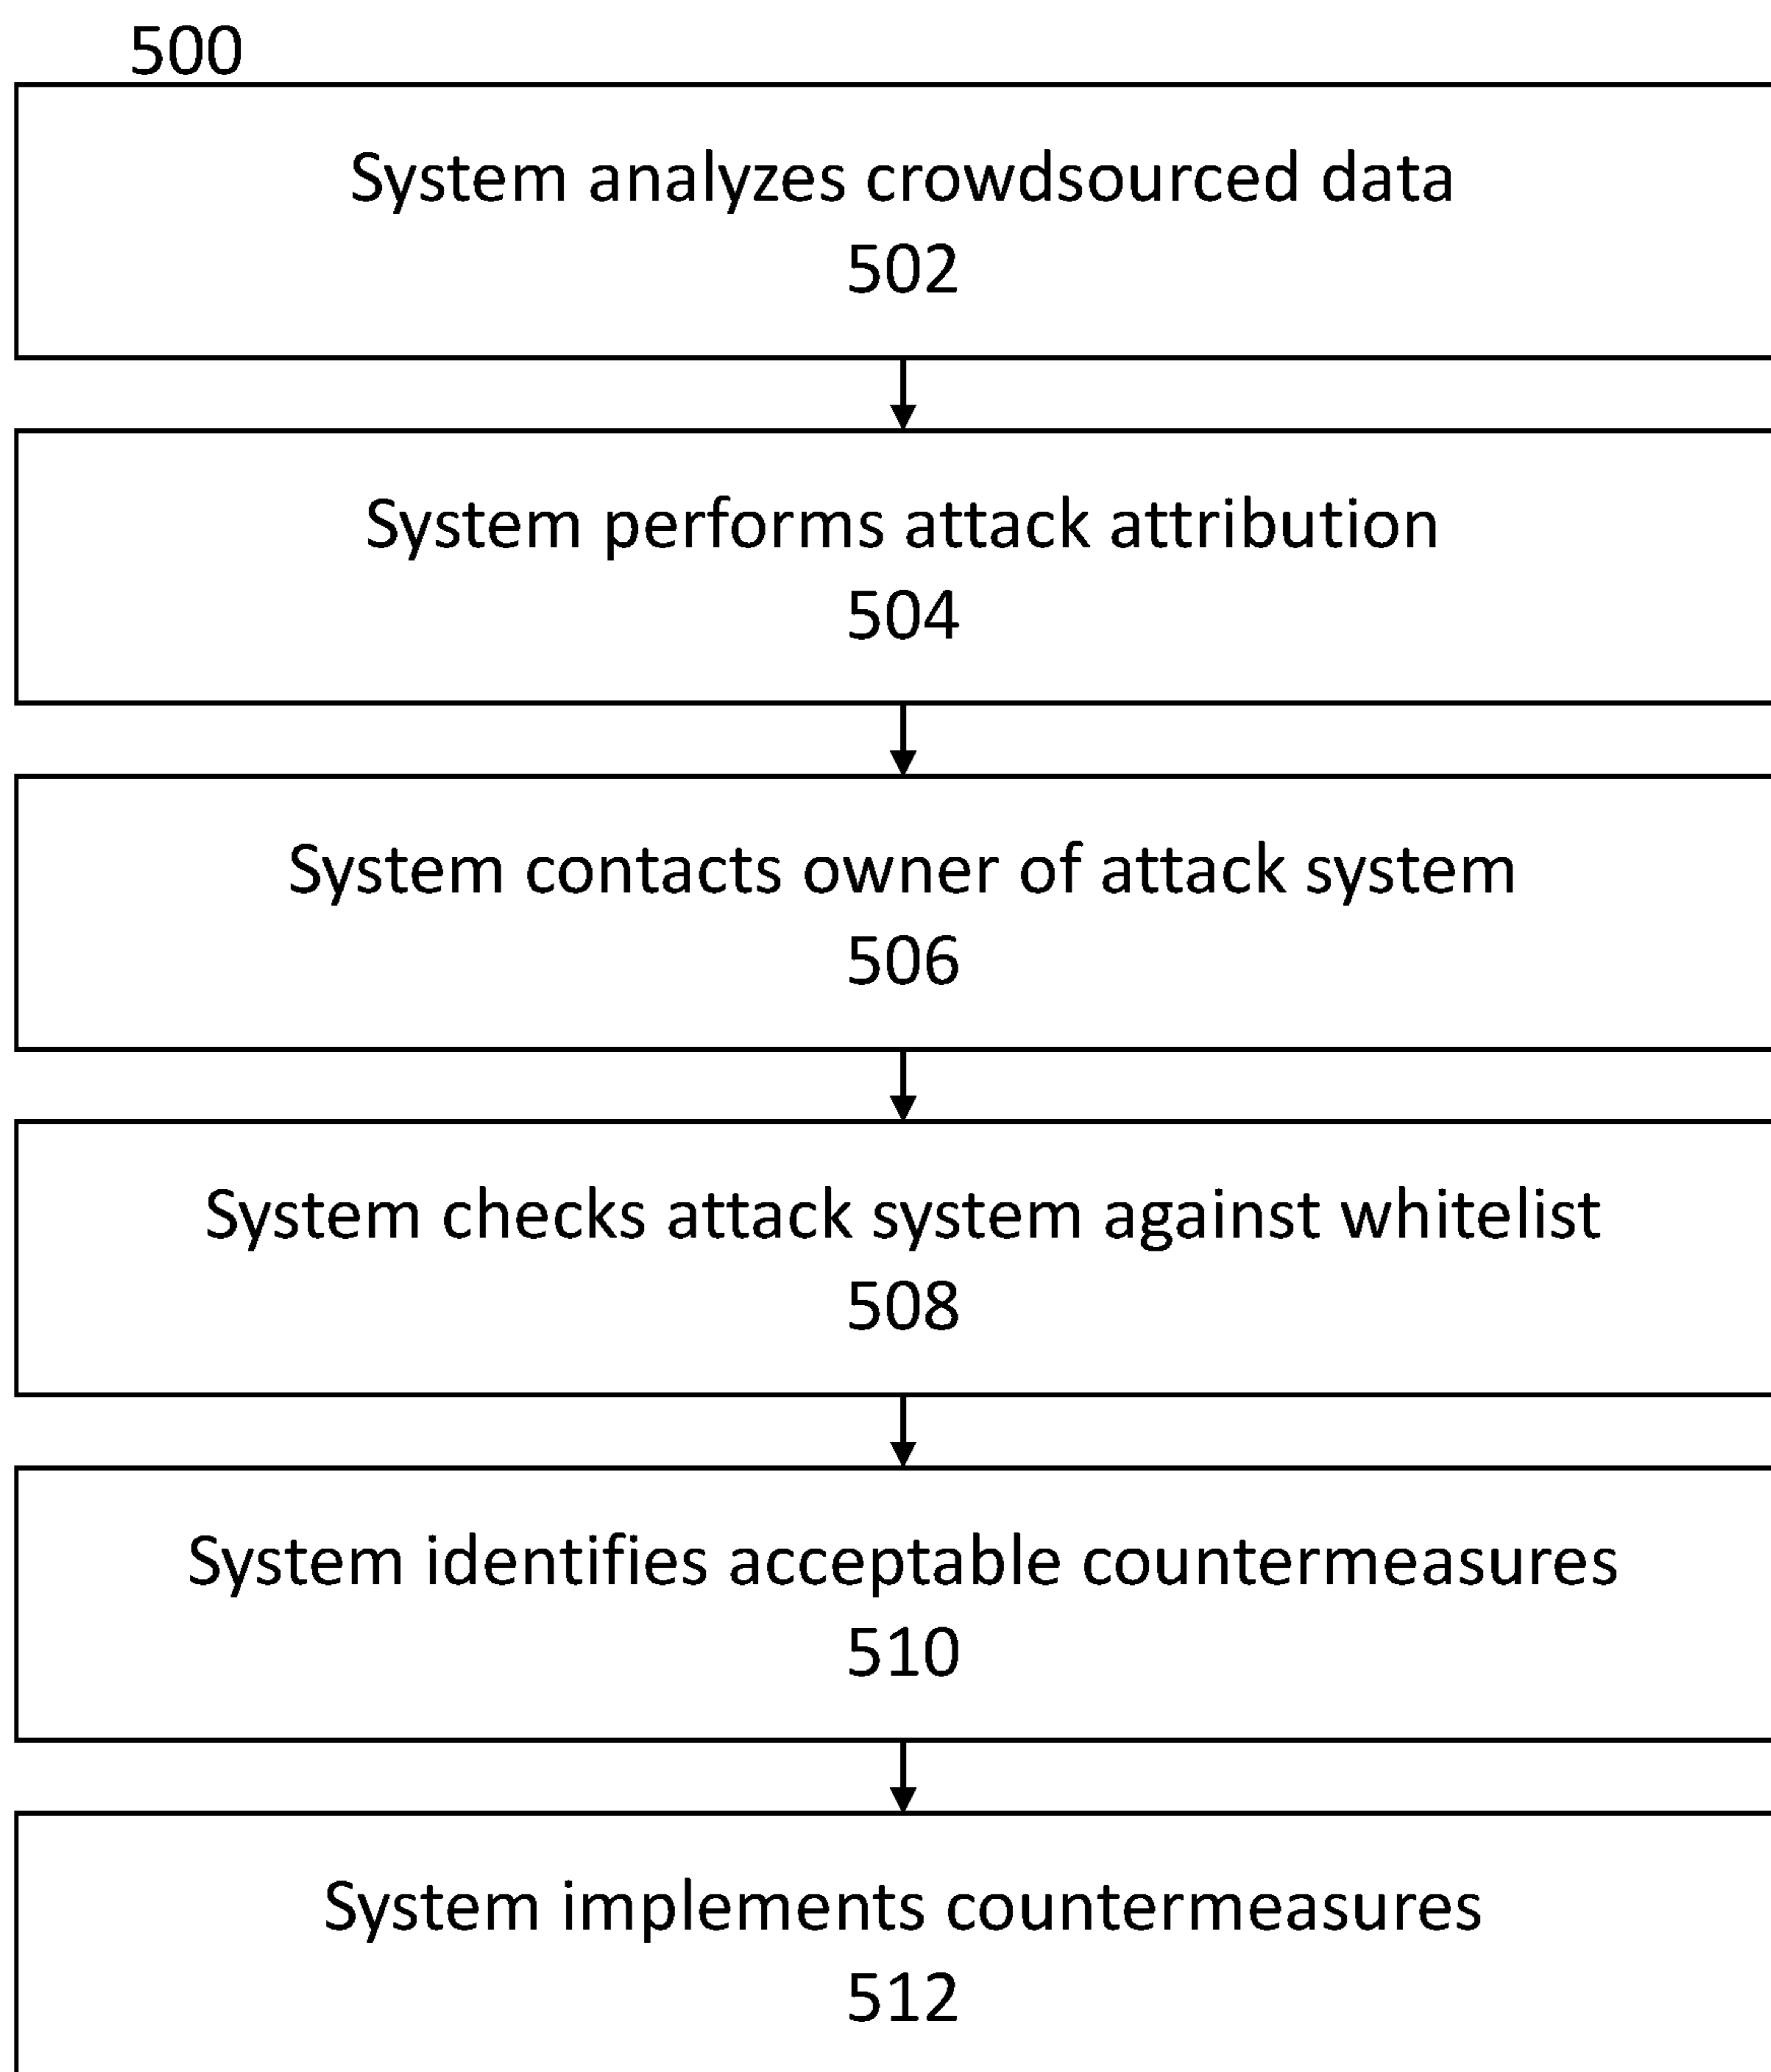 500
System analyzes crowdsourced data
502
System performs attack attribution
504
System contacts owner of attack system
506
System checks attack system against whitelist
508
System identifies acceptable countermeasures
510
System implements countermeasures
512